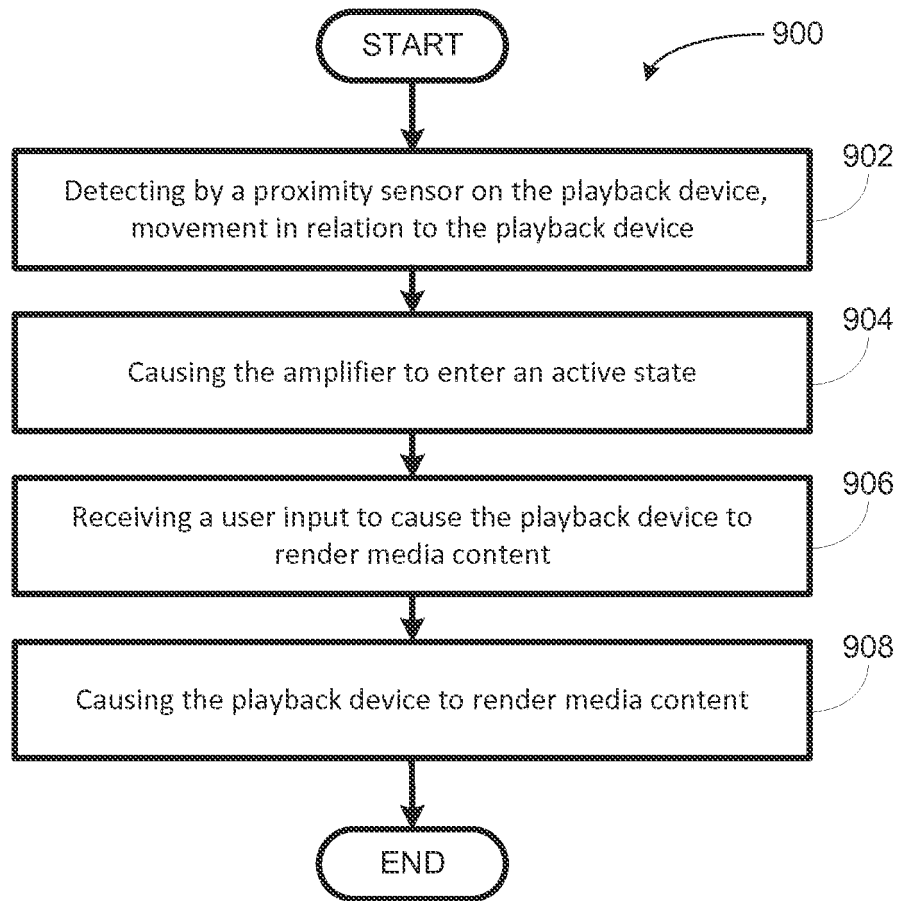 START
900
902
Detecting by a proximity sensor on the playback device,
movement in relation to the playback device
904
Causing the amplifier to enter an active state
906
Receiving a user input to cause the playback device to
render media content
908
Causing the playback device to render media content
END